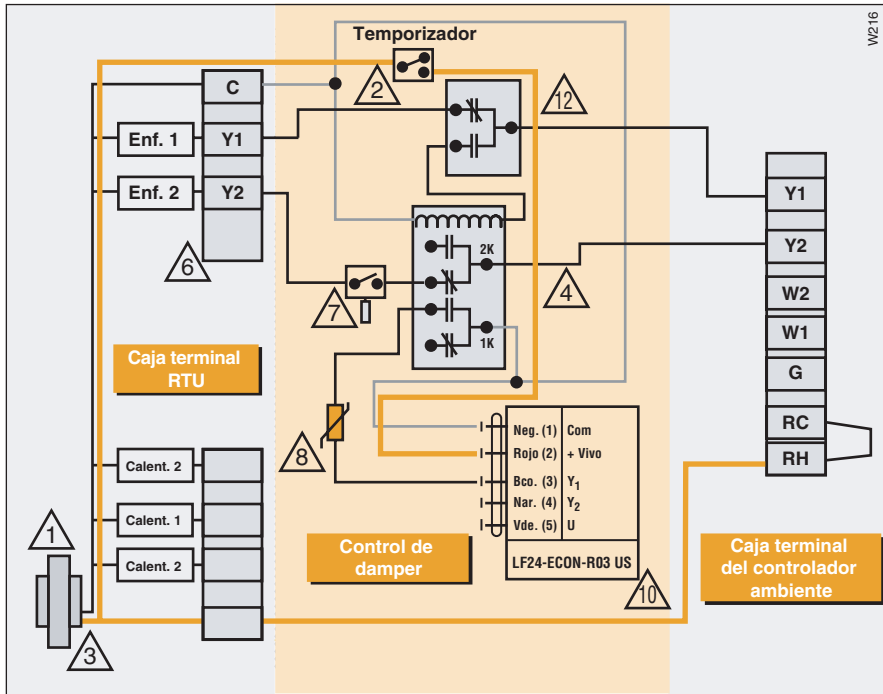 W216
Temporizador
2
12
C
Enf. 1
Y1
Enf. 2
Y2
6
7
2K
4
1K
Y1
Y2
W2
W1
G
RC
RH
Caja terminal
RTU
8
Neg. (1) Com
Rojo (2) + Vivo
Bco. (3) Y1
Nar. (4) Y2
Vde. (5) U
LF24-ECON-R03 US
10
Calent. 2
Calent. 1
Calent. 2
1
3
Control de
damper
Caja terminal
del controlador
ambiente